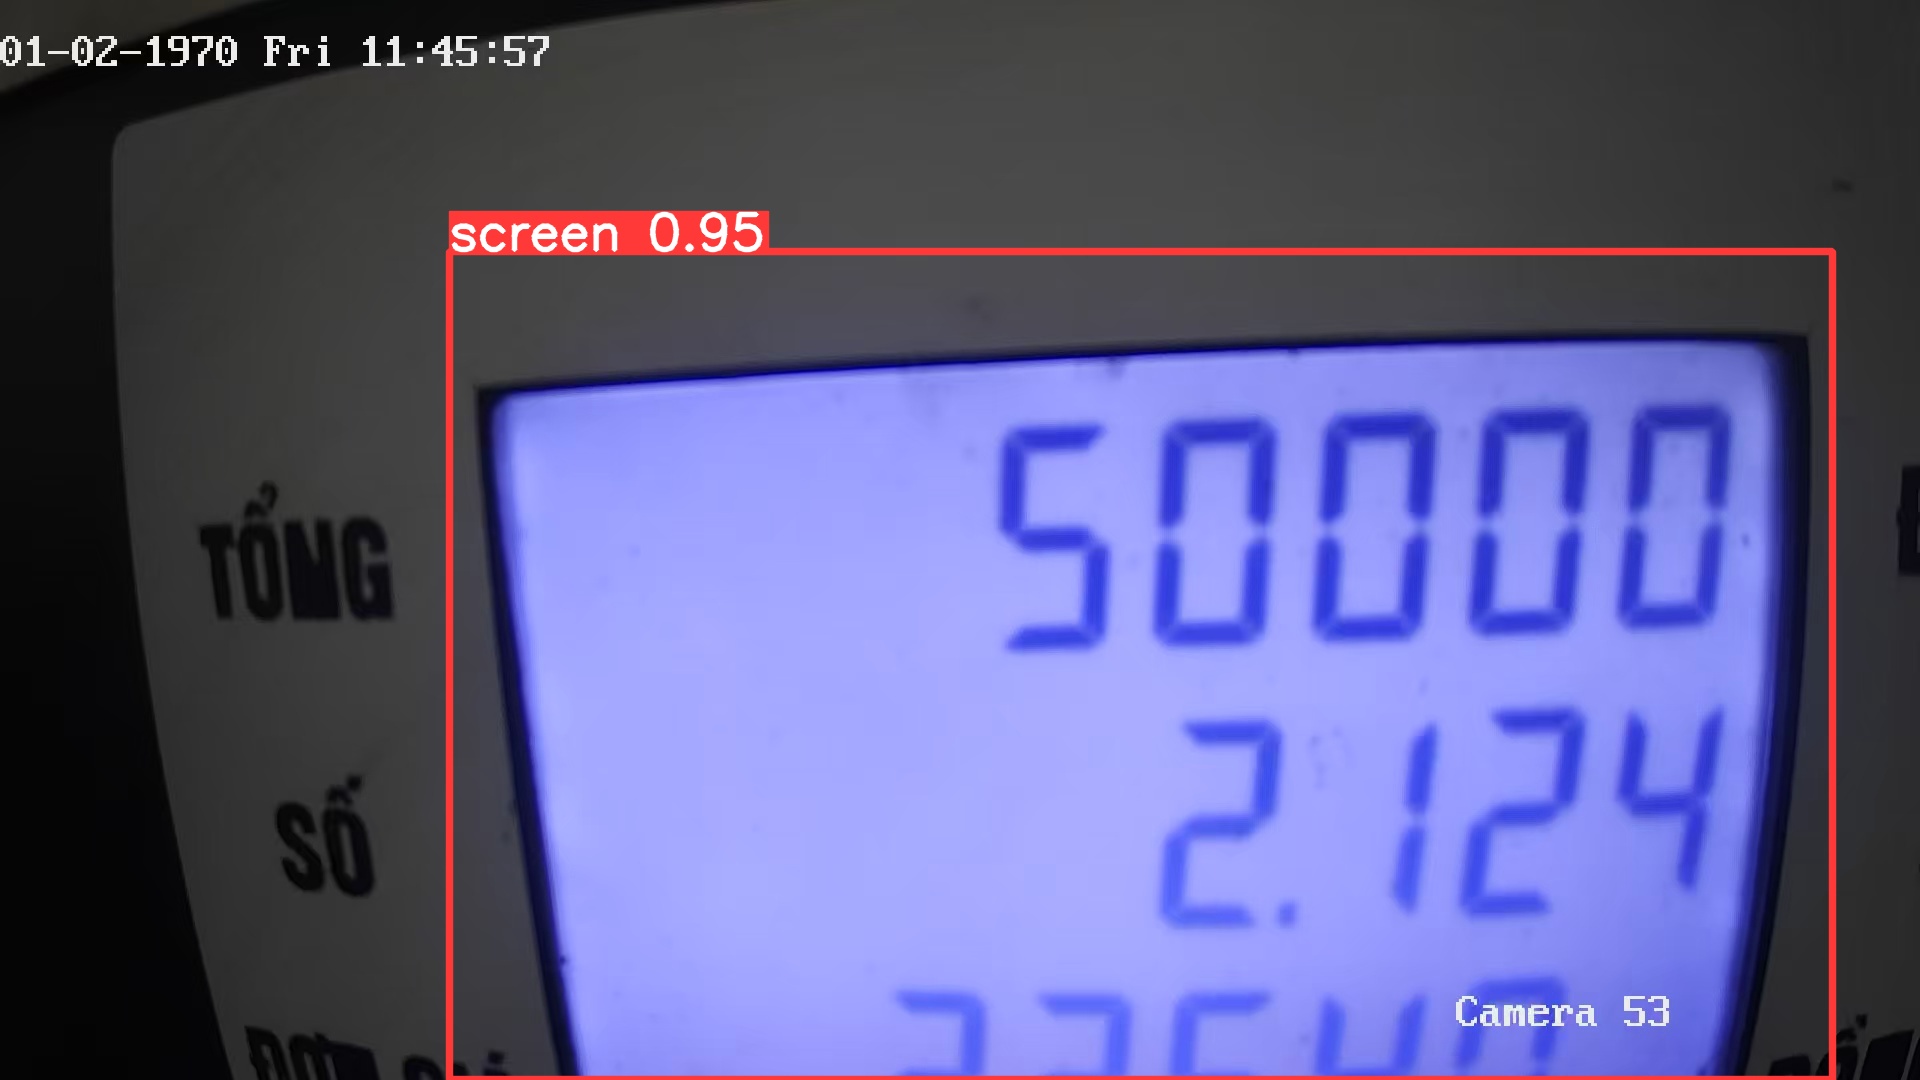 01-02-1970 Fri 11:45:57
screen 0.95
TỔNG 50000
SỐ 2.124
Camera 53